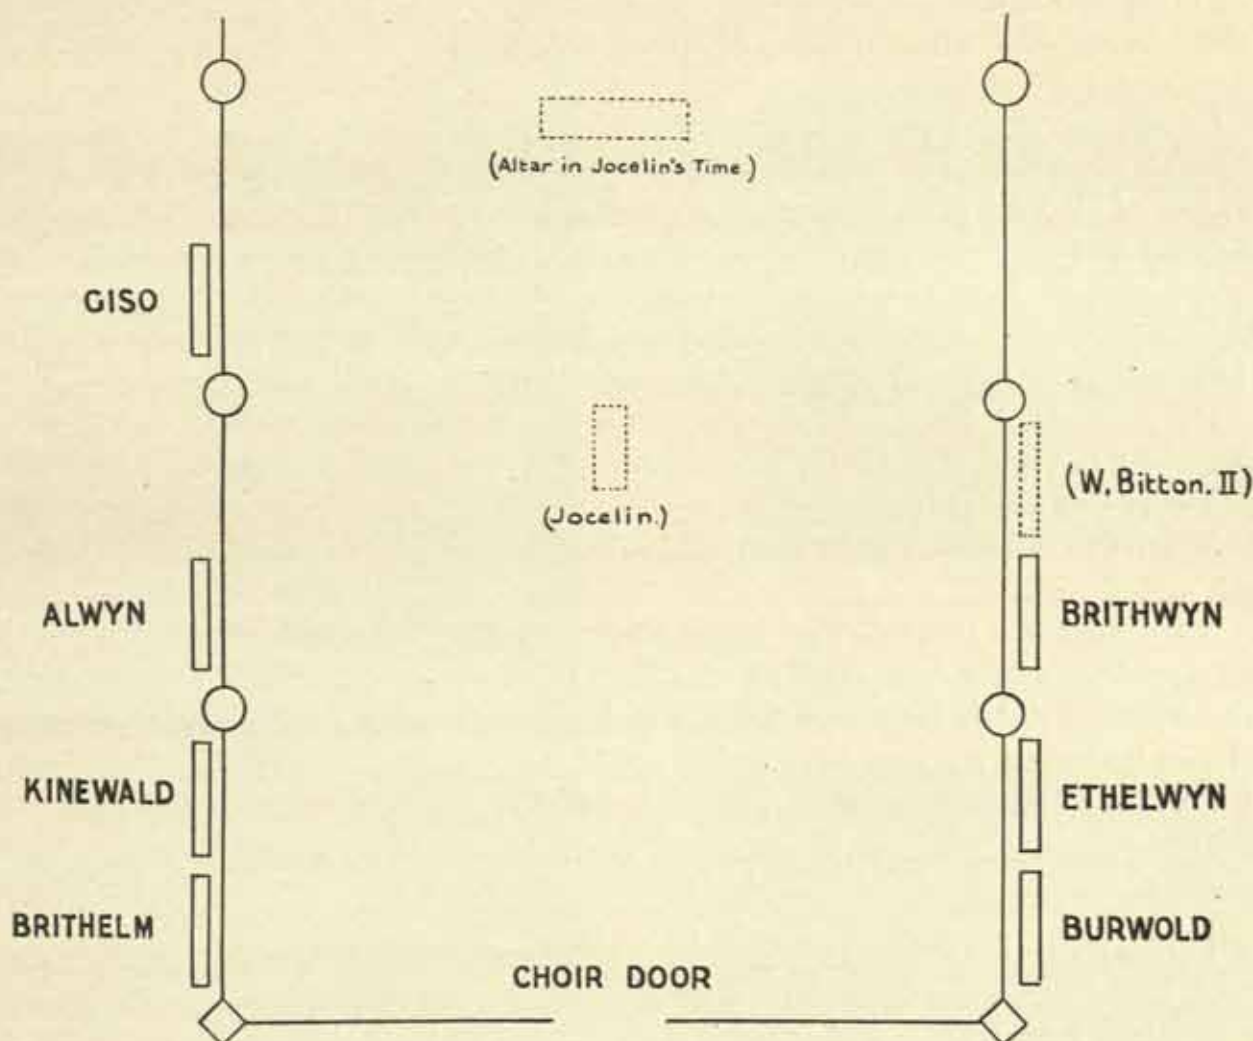 (Altar in Jocelin's Time)
GISO
(W. Bitton. II)
(Jocelin.)
ALWYN
BRITHWYN
KINEWALD
ETHELWYN
BRITHELM
BURWOLD
CHOIR DOOR